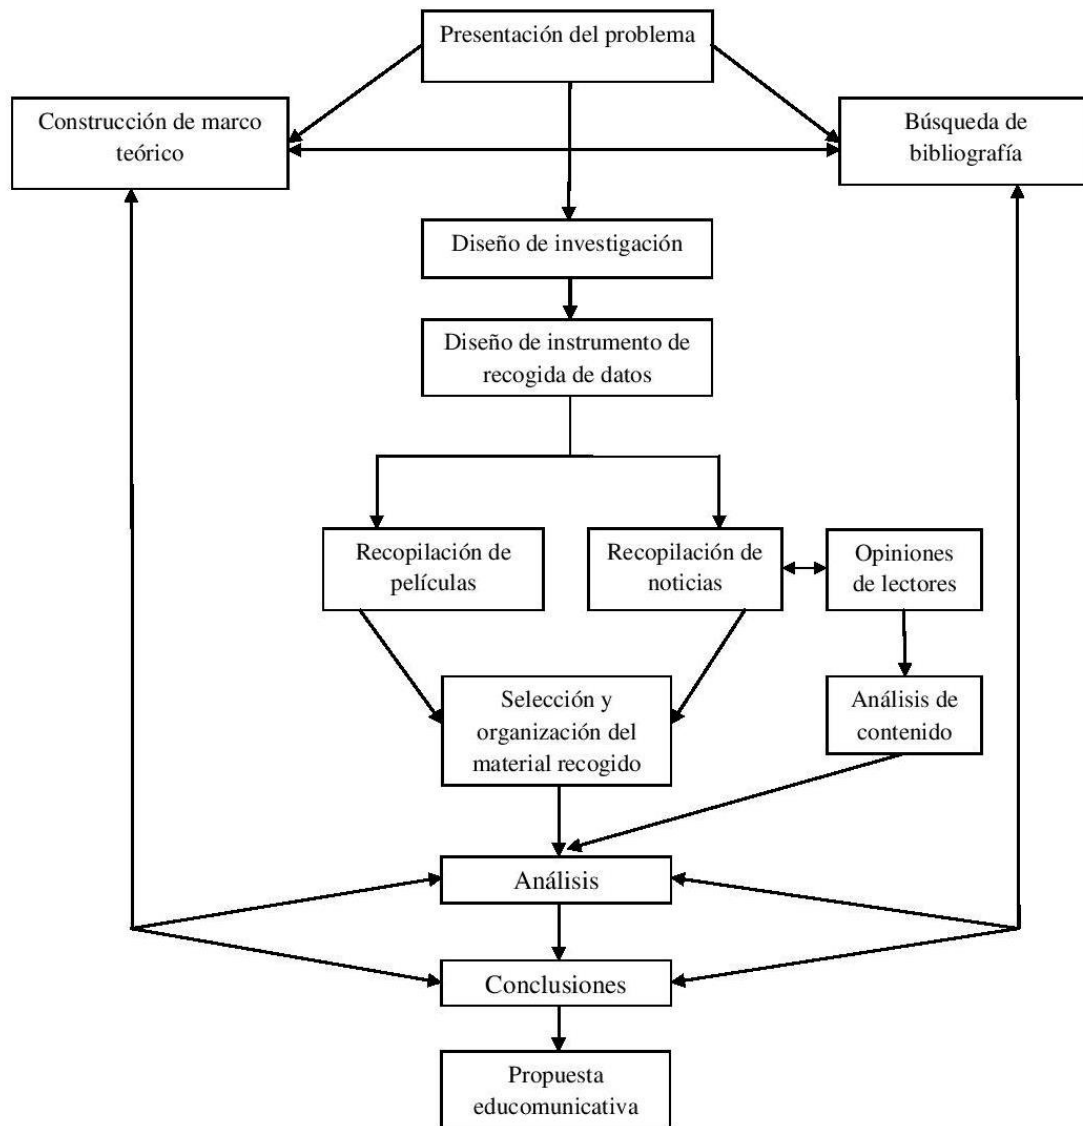 Presentación del problema
Construcción de marco
teórico
Búsqueda de
bibliografía
Diseño de investigación
Diseño de instrumento de
recogida de datos
Recopilación de
películas
Recopilación de
noticias
Opiniones
de lectores
Selección y
organización del
material recogido
Análisis de
contenido
Análisis
Conclusiones
Propuesta
educomunicativa